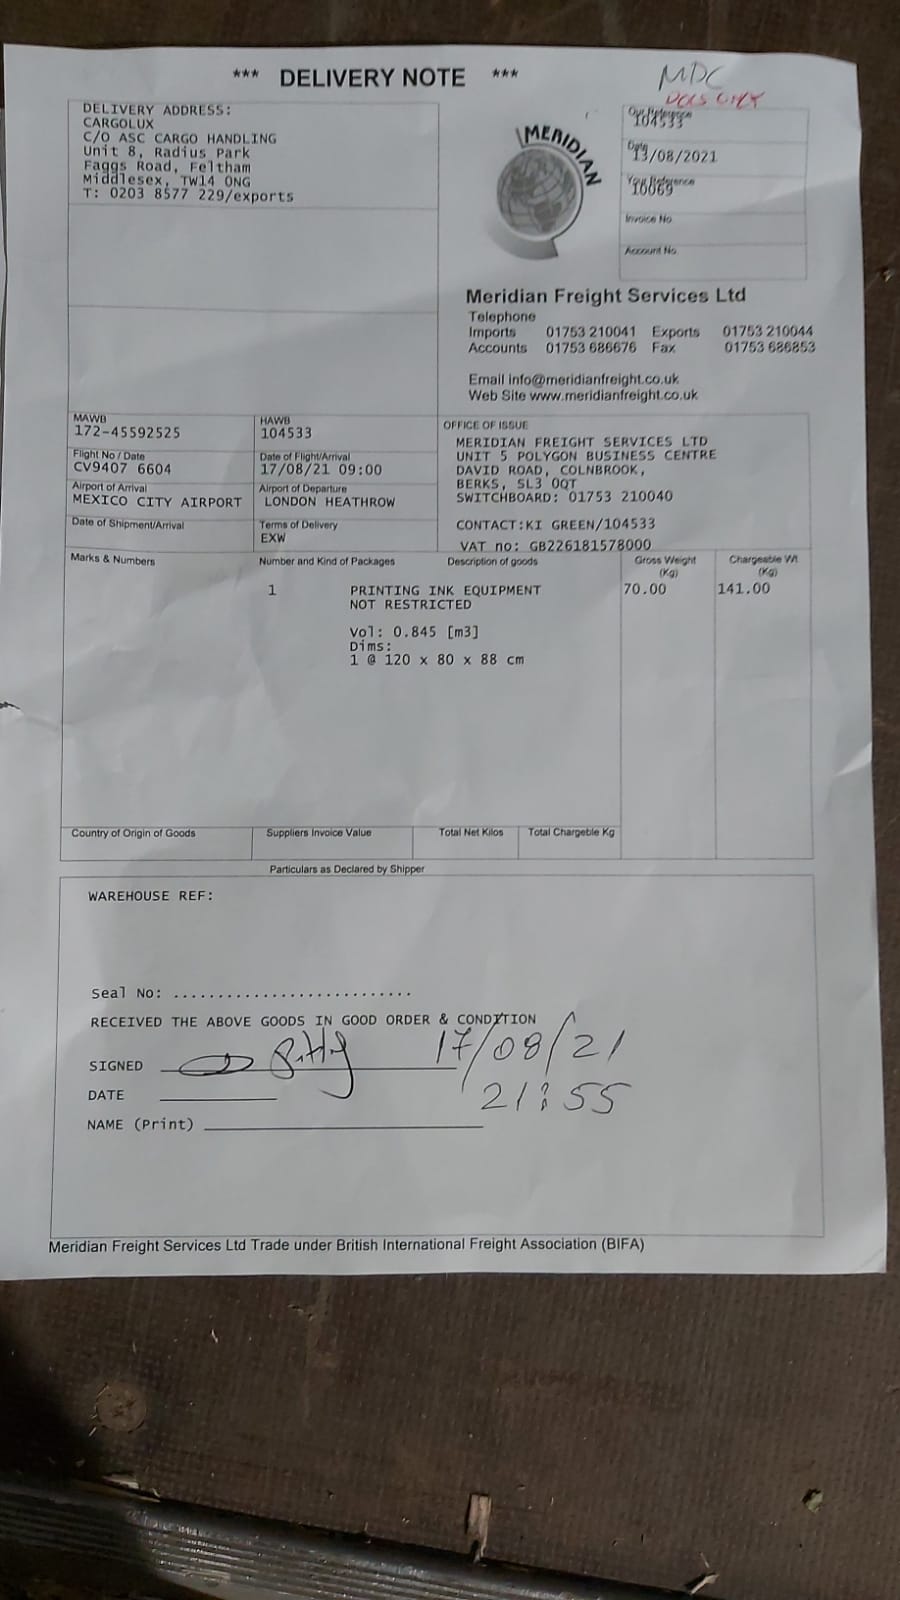 *** DELIVERY NOTE ***
MDC
DOCS ONLY
DELIVERY ADDRESS:
CARGOLUX
C/O ASC CARGO HANDLING
Unit 8, Radius Park
Faggs Road, Feltham
Middlesex, TW14 0NG
T: 0203 8577 229/exports
MERIDIAN
Our Reference
104533
Date
13/08/2021
Your Reference
10069
Invoice No.
Account No.
Meridian Freight Services Ltd
Telephone
Imports 01753 210041 Exports 01753 210044
Accounts 01753 686676 Fax 01753 686853
Email info@meridianfreight.co.uk
Web Site www.meridianfreight.co.uk
MAWB
172-45592525
HAWB
104533
Flight No / Date
CV9407 6604
Date of Flight/Arrival
17/08/21 09:00
Airport of Arrival
MEXICO CITY AIRPORT
Airport of Departure
LONDON HEATHROW
Date of Shipment/Arrival
Terms of Delivery
EXW
OFFICE OF ISSUE
MERIDIAN FREIGHT SERVICES LTD
UNIT 5 POLYGON BUSINESS CENTRE
DAVID ROAD, COLNBROOK,
BERKS, SL3 0QT
SWITCHBOARD: 01753 210040
CONTACT:KI GREEN/104533
VAT no: GB226181578000
Marks & Numbers Number and Kind of Packages Description of goods Gross Weight (Kg) Chargeable Wt (Kg)
1 PRINTING INK EQUIPMENT 70.00 141.00
NOT RESTRICTED
Vol: 0.845 [m3]
Dims:
1 @ 120 x 80 x 88 cm
Country of Origin of Goods Suppliers Invoice Value Total Net Kilos Total Chargeble Kg
Particulars as Declared by Shipper
WAREHOUSE REF:
Seal No: ...........................
RECEIVED THE ABOVE GOODS IN GOOD ORDER & CONDITION
SIGNED 17/08/21
DATE 21:55
NAME (Print)
Meridian Freight Services Ltd Trade under British International Freight Association (BIFA)